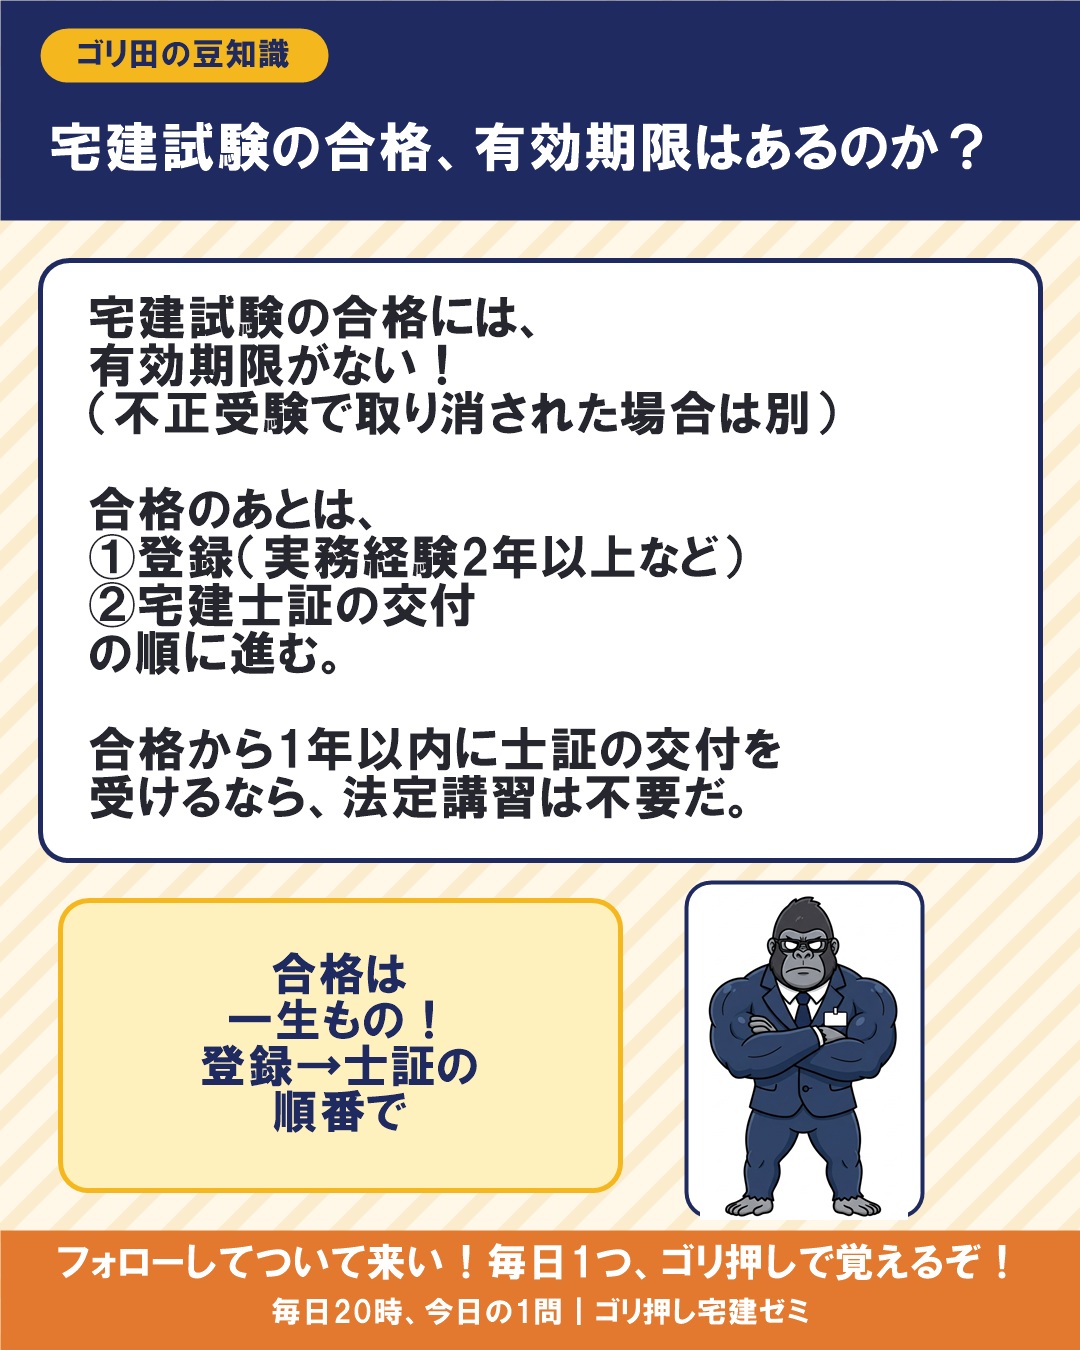 ゴリ田の豆知識
宅建試験の合格、有効期限はあるのか？
宅建試験の合格には、
有効期限がない！
（不正受験で取り消された場合は別）
合格のあとは、
①登録（実務経験2年以上など）
②宅建士証の交付
の順に進む。
合格から1年以内に士証の交付を
受けるなら、法定講習は不要だ。
合格は
一生もの！
登録→士証の
順番で
フォローしてついて来い！毎日1つ、ゴリ押しで覚えるぞ！
毎日20時、今日の1問｜ゴリ押し宅建ゼミ